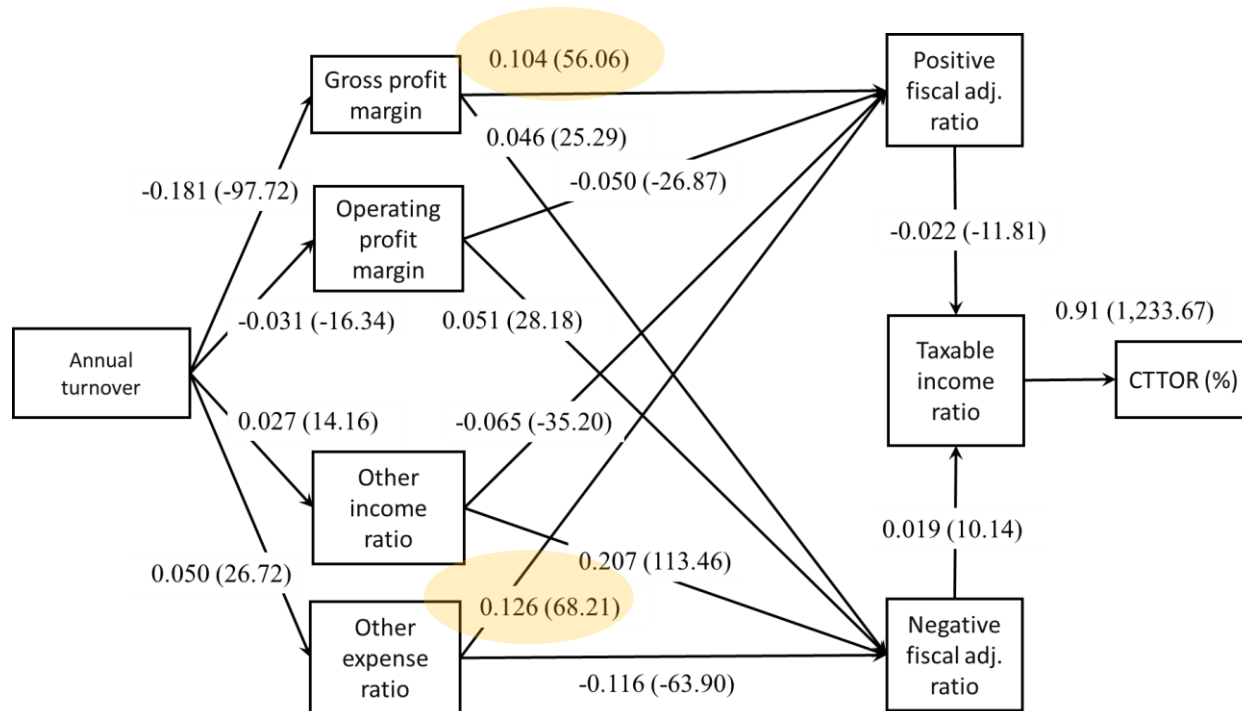 0.104 (56.06)
Gross profit
margin
Positive
fiscal adj.
ratio
0.046 (25.29)
-0.050 (-26.87)
-0.181 (-97.72)
Operating
profit
margin
-0.022 (-11.81)
-0.031 (-16.34)
0.051 (28.18)
0.91 (1,233.67)
Annual
turnover
Taxable
income
ratio
CTTOR (%)
0.027 (14.16)
-0.065 (-35.20)
Other
income
ratio
0.019 (10.14)
0.050 (26.72)
0.207 (113.46)
0.126 (68.21)
Other
expense
ratio
Negative
fiscal adj.
ratio
-0.116 (-63.90)